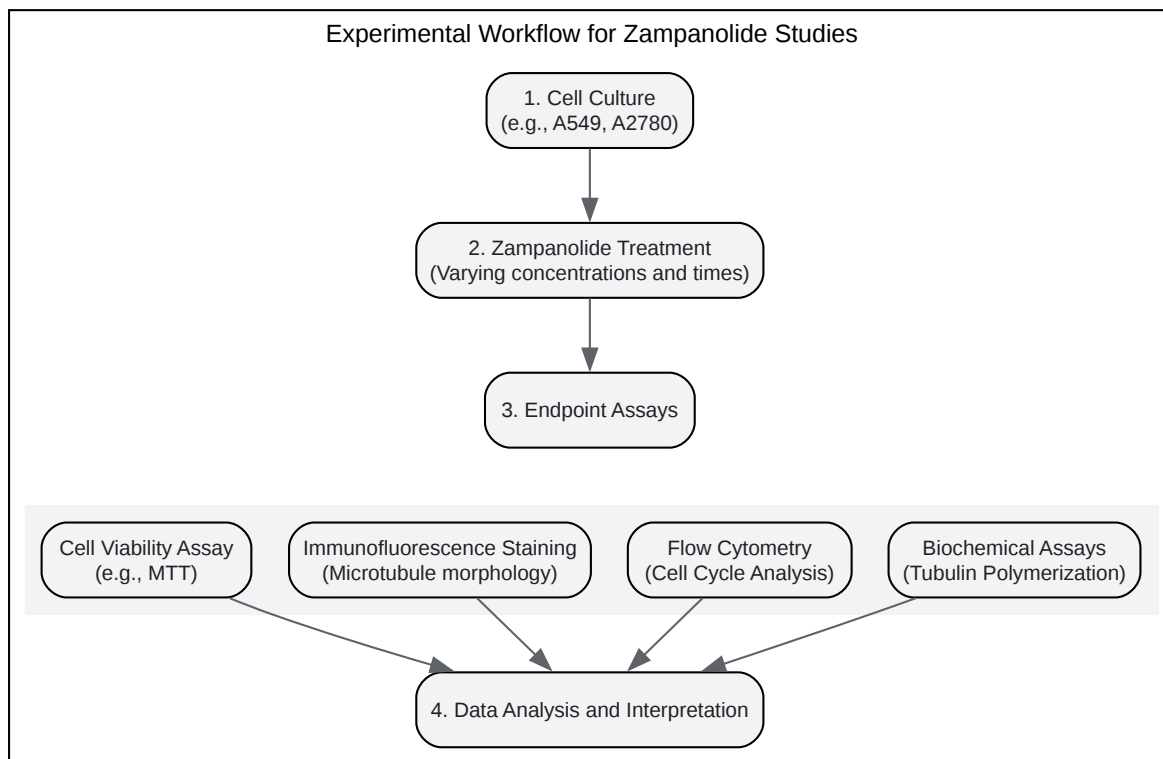 Experimental Workflow for Zampanolide Studies
1. Cell Culture
(e.g., A549, A2780)
2. Zampanolide Treatment
(Varying concentrations and times)
3. Endpoint Assays
Cell Viability Assay
(e.g., MTT)
Immunofluorescence Staining
(Microtubule morphology)
Flow Cytometry
(Cell Cycle Analysis)
Biochemical Assays
(Tubulin Polymerization)
4. Data Analysis and Interpretation